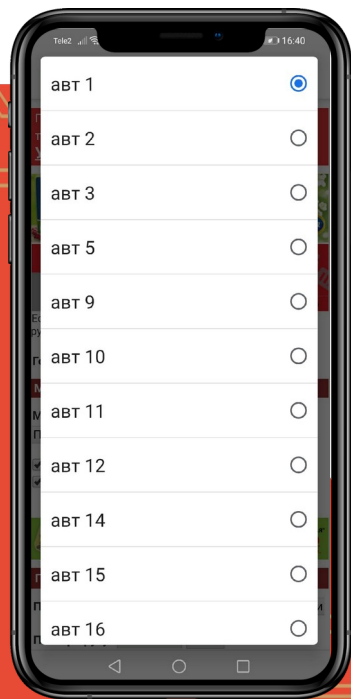 Tele2 16:40
авт 1
авт 2
авт 3
авт 5
авт 9
авт 10
авт 11
авт 12
авт 14
авт 15
авт 16